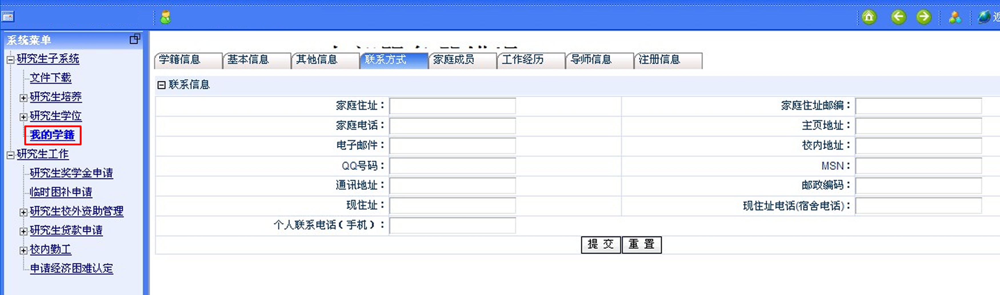 返
系统菜单
研究生子系统
文件下载
研究生培养
研究生学位
我的学籍
研究生工作
研究生奖学金申请
临时困补申请
研究生校外资助管理
研究生贷款申请
校内勤工
申请经济困难认定
学籍信息 基本信息 其他信息 联系方式 家庭成员 工作经历 导师信息 注册信息
联系信息
家庭住址： 家庭住址邮编：
家庭电话： 主页地址：
电子邮件： 校内地址：
QQ号码： MSN：
通讯地址： 邮政编码：
现住址： 现住址电话(宿舍电话)：
个人联系电话（手机）：
提 交 重 置